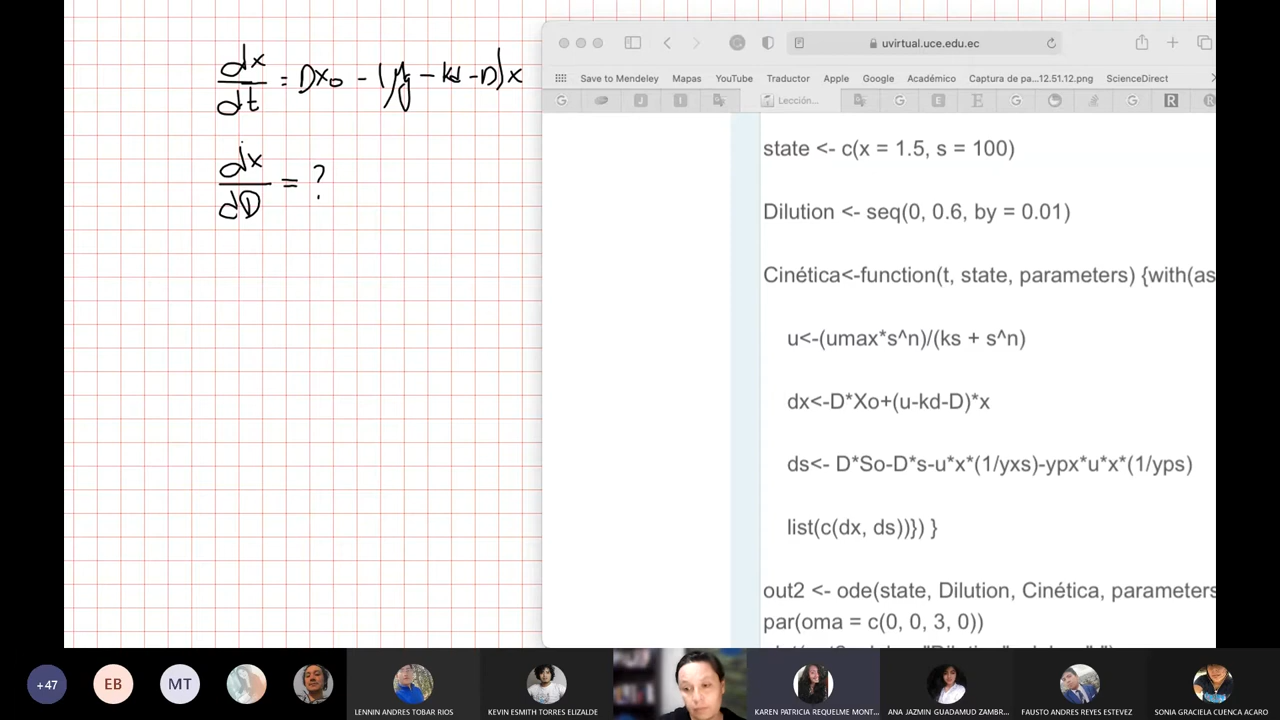 dx/dt = Dx0 - (μg - kd - D)x
dx/dD = ?
uvirtual.uce.edu.ec
Save to Mendeley Mapas YouTube Traductor Apple Google Académico Captura de pa...12.51.12.png ScienceDirect
Lección...
state <- c(x = 1.5, s = 100)
Dilution <- seq(0, 0.6, by = 0.01)
Cinética<-function(t, state, parameters) {with(as
u<-(umax*s^n)/(ks + s^n)
dx<-D*Xo+(u-kd-D)*x
ds<- D*So-D*s-u*x*(1/yxs)-ypx*u*x*(1/yps)
list(c(dx, ds))}) }
out2 <- ode(state, Dilution, Cinética, parameters
par(oma = c(0, 0, 3, 0))
+47 EB MT
LENNIN ANDRES TOBAR RIOS KEVIN ESMITH TORRES ELIZALDE KAREN PATRICIA REQUELME MONT... ANA JAZMIN GUADAMUD ZAMBR... FAUSTO ANDRES REYES ESTEVEZ SONIA GRACIELA CUENCA ACARO